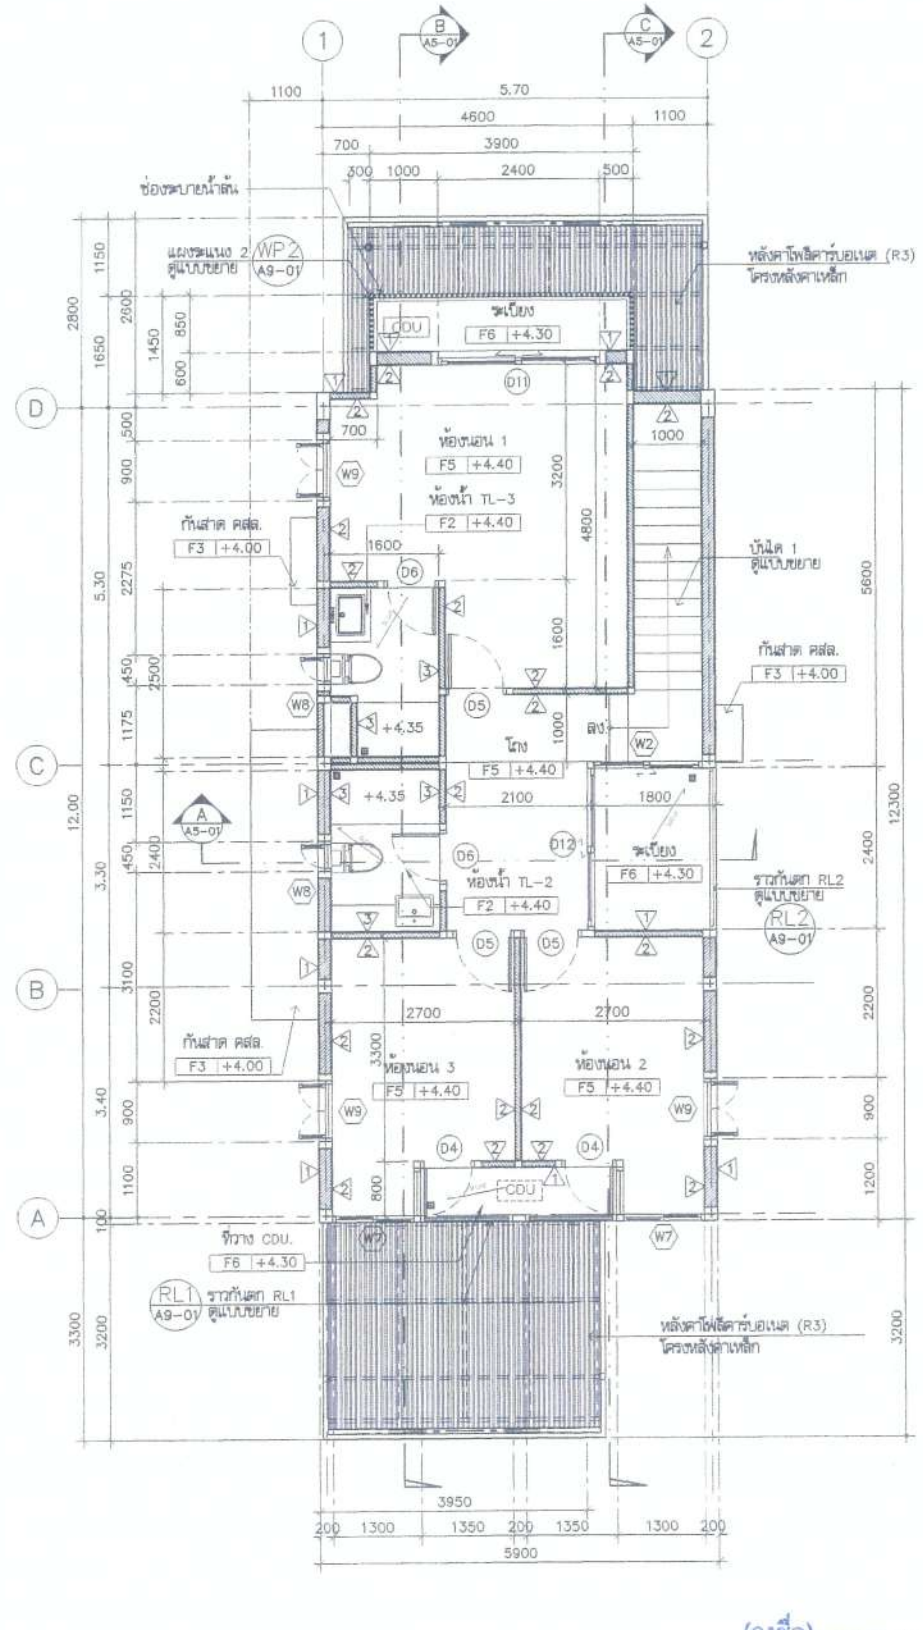 B
A5-01
C
A5-01
1
2
1100
5.70
4600
1100
700
3900
300
1000
2400
500
ช่องระบายน้ำล้น
แผงระแนง 2
ดูแบบขยาย
WP2
A9-01
หลังคาโพลีคาร์บอเนต (R3)
โครงหลังคาเหล็ก
1150
2800
2600
1650
1450
850
600
ระเบียง
F6 +4.30
CDU
D11
D
500
700
1000
ห้องนอน 1
F5 +4.40
3200
900
W9
ห้องน้ำ TL-3
F2 +4.40
4800
กันสาด คสล.
F3 +4.00
1600
D6
บันได 1
ดูแบบขยาย
5.30
2275
5600
1600
กันสาด คสล.
F3 +4.00
450
2500
W8
D5
1175
+4.35
ลง.
W2
1000
โถง
F5 +4.40
C
12.00
12300
1150
+4.35
2100
1800
A
A5-01
450
2400
3.30
D6
D12
2400
ระเบียง
F6 +4.30
W8
ห้องน้ำ TL-2
F2 +4.40
ราวกันตก RL2
ดูแบบขยาย
RL2
A9-01
D5
D5
B
3100
2200
2200
2700
2700
กันสาด คสล.
F3 +4.00
3300
ห้องนอน 3
F5 +4.40
ห้องนอน 2
F5 +4.40
3.40
900
W9
W9
900
D4
D4
1100
800
CDU
1200
A
100
W7
W7
ที่วาง CDU.
F6 +4.30
RL1
A9-01
ราวกันตก RL1
ดูแบบขยาย
หลังคาโพลีคาร์บอเนต (R3)
โครงหลังคาเหล็ก
3300
3200
3200
3950
200
1300
1350
200
1350
1300
200
5900